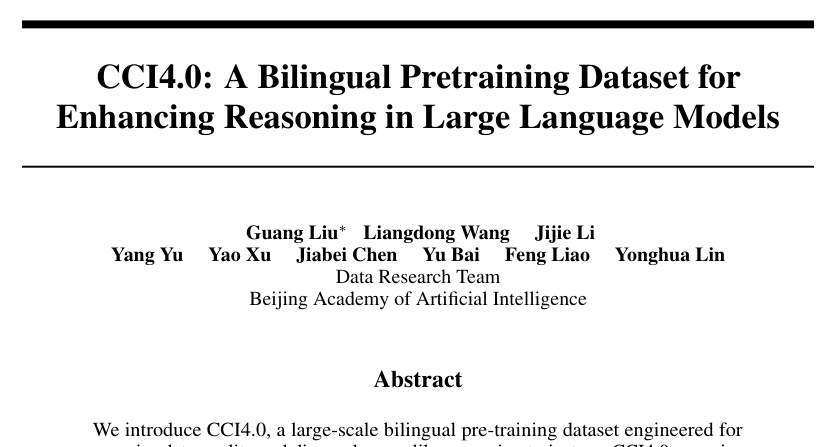 CCI4.0: A Bilingual Pretraining Dataset for
Enhancing Reasoning in Large Language Models
Guang Liu* Liangdong Wang Jijie Li
Yang Yu Yao Xu Jiabei Chen Yu Bai Feng Liao Yonghua Lin
Data Research Team
Beijing Academy of Artificial Intelligence
Abstract
We introduce CCI4.0, a large-scale bilingual pre-training dataset engineered for